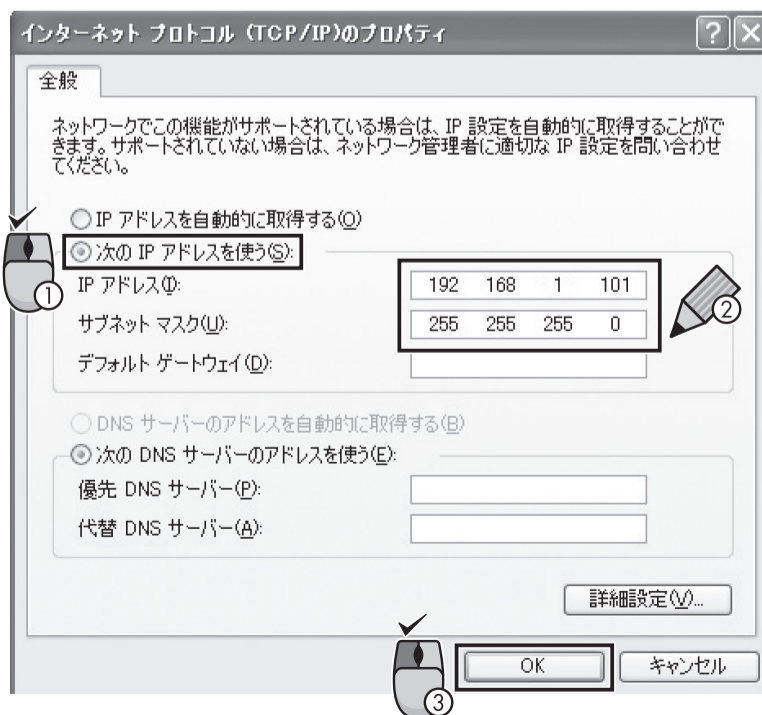 インターネット プロトコル (TCP/IP)のプロパティ
全般
ネットワークでこの機能がサポートされている場合は、IP 設定を自動的に取得することがで
きます。サポートされていない場合は、ネットワーク管理者に適切な IP 設定を問い合わせ
てください。
IP アドレスを自動的に取得する(O)
次の IP アドレスを使う(S):
①
IP アドレス(I): 192 168 1 101
サブネット マスク(U): 255 255 255 0
②
デフォルト ゲートウェイ(D):
DNS サーバーのアドレスを自動的に取得する(B)
次の DNS サーバーのアドレスを使う(E):
優先 DNS サーバー(P):
代替 DNS サーバー(A):
詳細設定(V)...
OK キャンセル
③